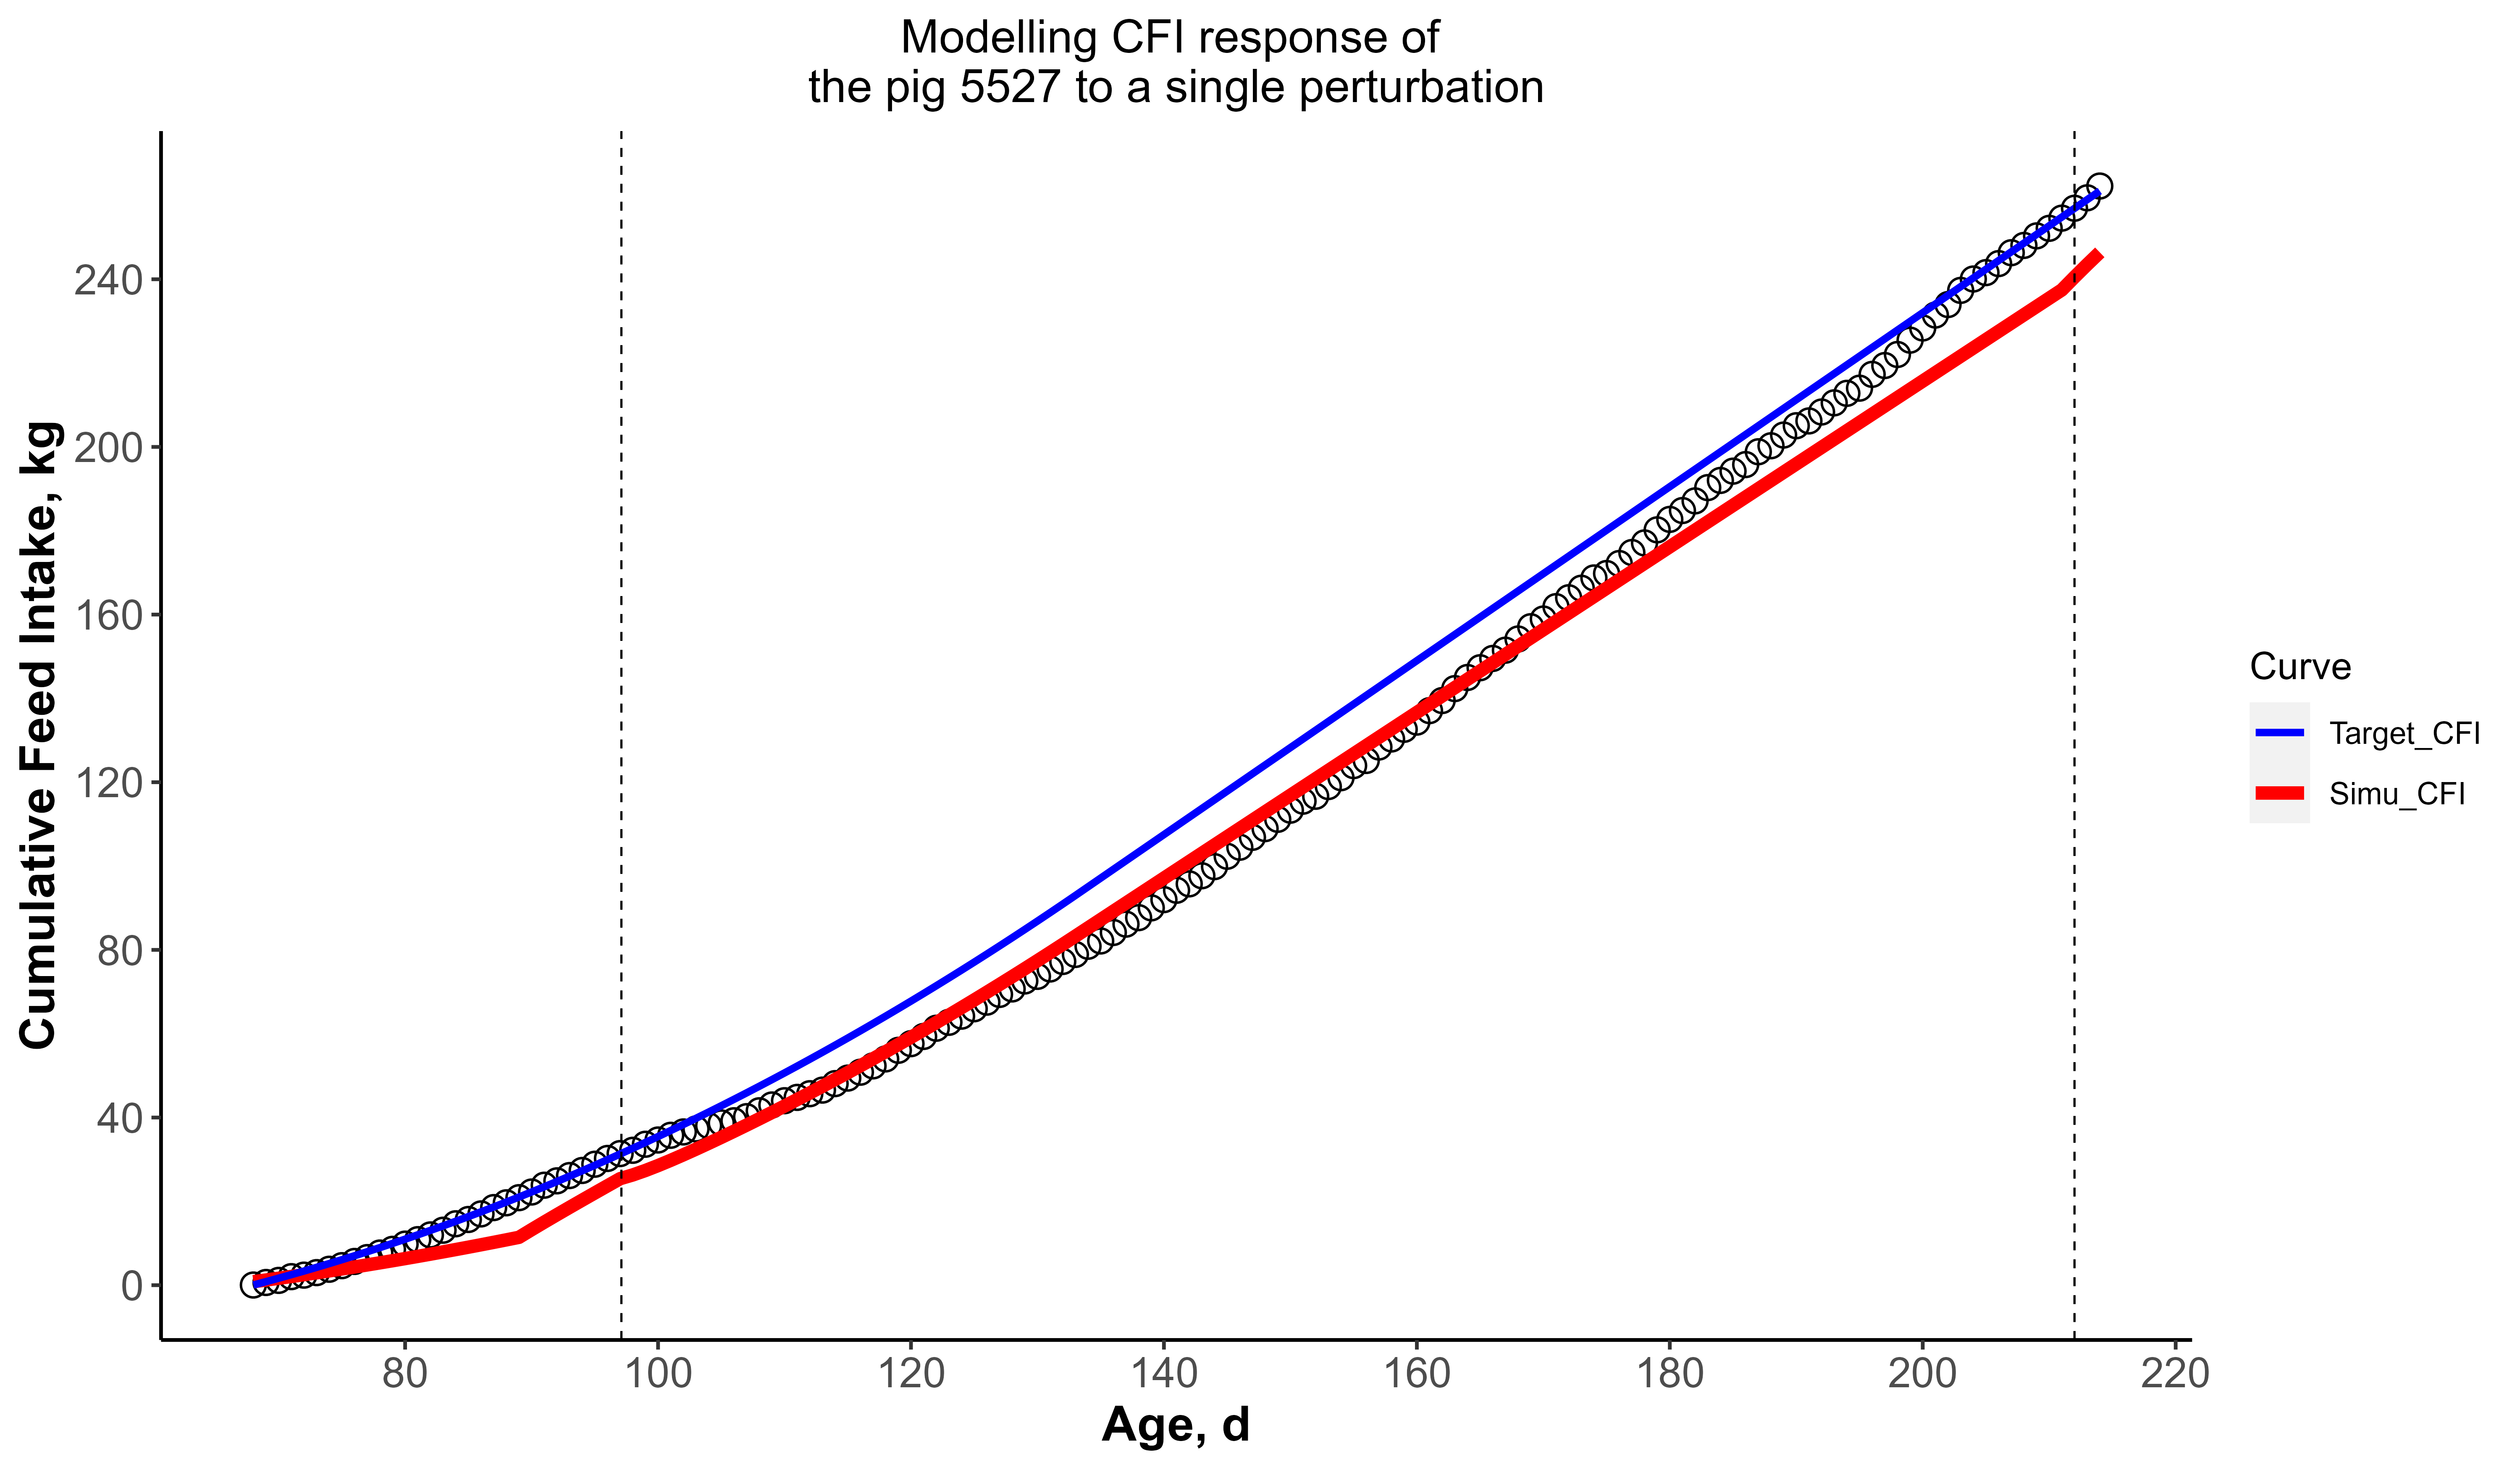 Modelling CFI response of
the pig 5527 to a single perturbation
Cumulative Feed Intake, kg
240
200
160
120
80
40
0
80 100 120 140 160 180 200 220
Age, d
Curve
Target_CFI
Simu_CFI